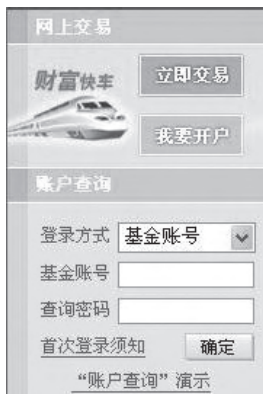 网上交易
财富快车
立即交易
我要开户
账户查询
登录方式 基金账号
基金账号
查询密码
首次登录须知 确定
“账户查询”演示